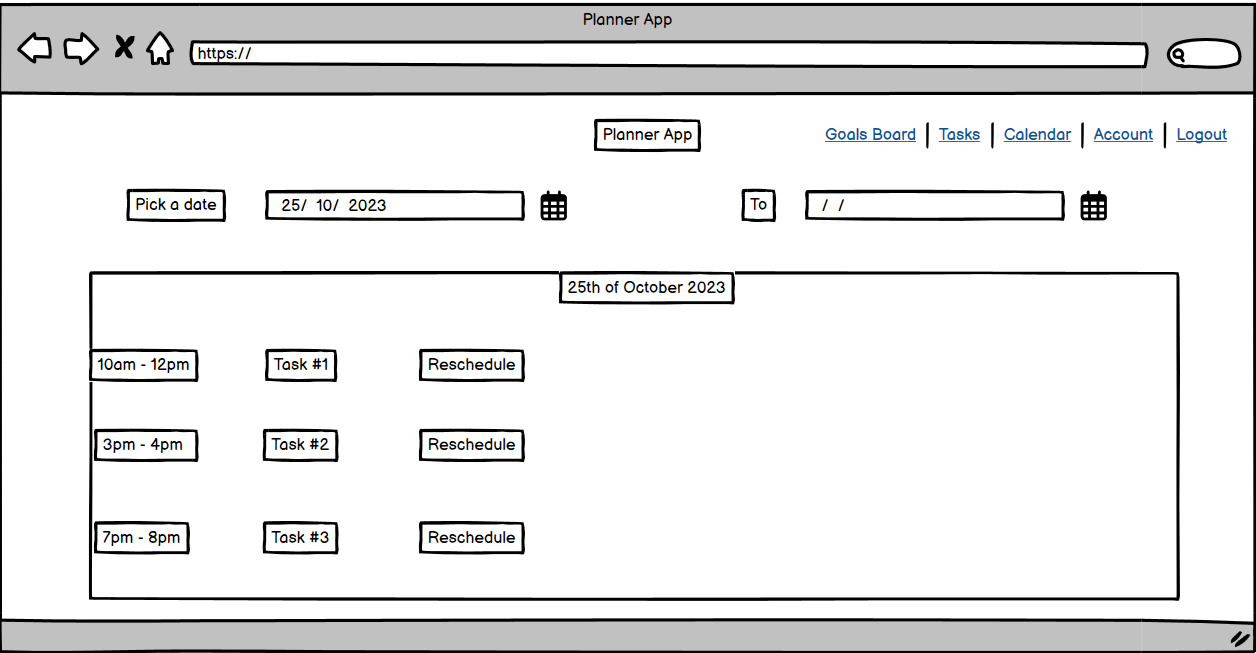 Planner App
https://
Planner App
Goals Board Tasks Calendar Account Logout
Pick a date 25/ 10/ 2023 To / /
25th of October 2023
10am - 12pm Task #1 Reschedule
3pm - 4pm Task #2 Reschedule
7pm - 8pm Task #3 Reschedule